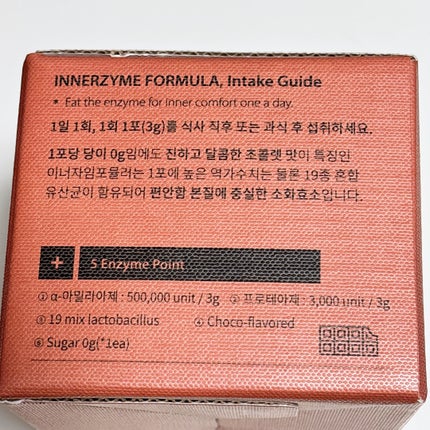 INNERZYME FORMULA, Intake Guide
* Eat the enzyme for inner comfort one a day.
1일 1회, 1회 1포(3g)를 식사 직후 또는 과식 후 섭취하세요.
1포당 당이 0g임에도 진하고 달콤한 초콜렛 맛이 특징인
이너자임포뮬러는 1포에 높은 역가수치는 물론 19종 혼합
유산균이 함유되어 편안함 본질에 충실한 소화효소입니다.
+ 5 Enzyme Point
① α-아밀라아제 : 500,000 unit / 3g ② 프로테아제 : 3,000 unit / 3g
③ 19 mix lactobacillus ④ Choco-flavored
⑤ Sugar 0g(*1ea)